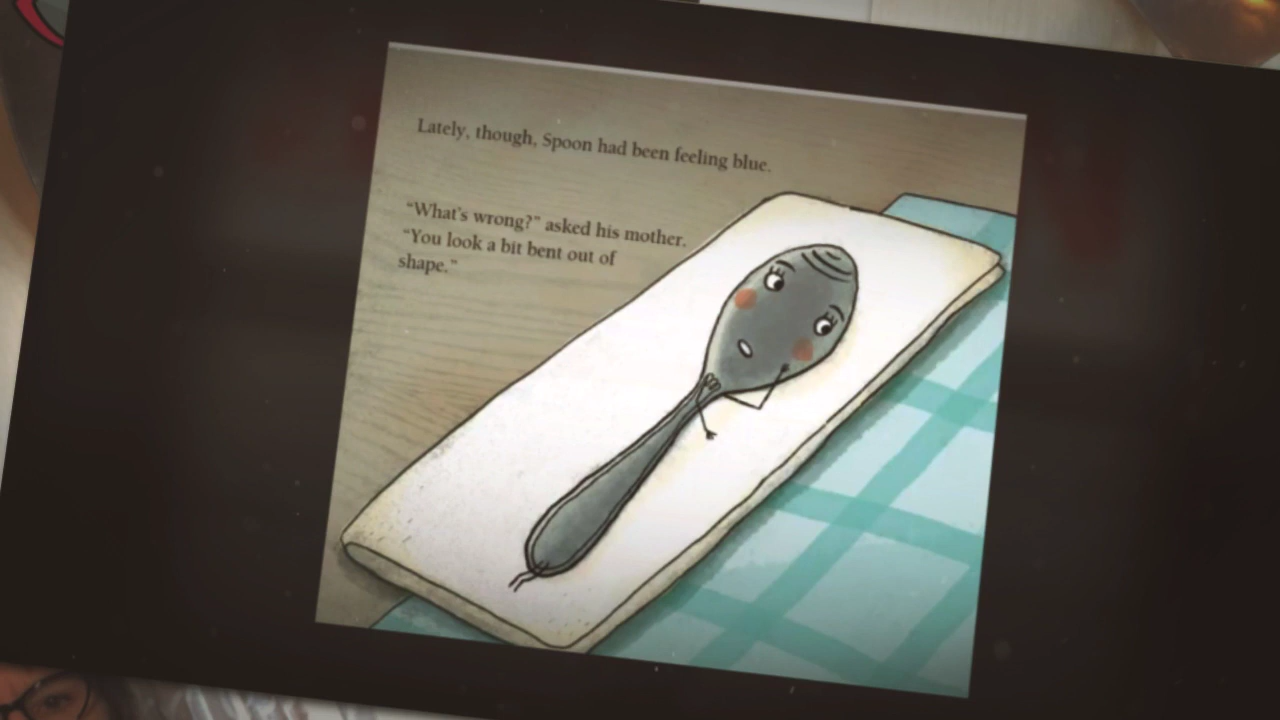 Lately, though, Spoon had been feeling blue.
“What's wrong?” asked his mother.
“You look a bit bent out of
shape.”